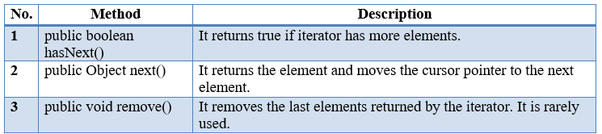 No. Method Description
1 public boolean It returns true if iterator has more elements.
hasNext()
2 public Object next() It returns the element and moves the cursor pointer to the next
element.
3 public void remove() It removes the last elements returned by the iterator. It is rarely
used.